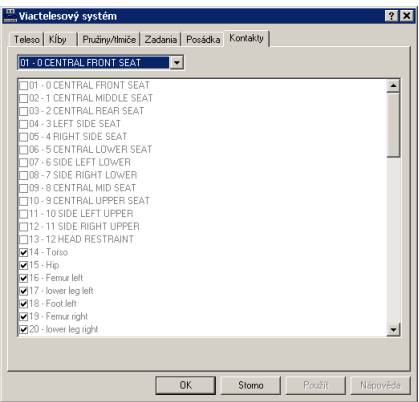 Viactelesový systém
Teleso Kĺby Pružiny/tlmiče Zadania Posádka Kontakty
01 - 0 CENTRAL FRONT SEAT
01 - 0 CENTRAL FRONT SEAT
02 - 1 CENTRAL MIDDLE SEAT
03 - 2 CENTRAL REAR SEAT
04 - 3 LEFT SIDE SEAT
05 - 4 RIGHT SIDE SEAT
06 - 5 CENTRAL LOWER SEAT
07 - 6 SIDE LEFT LOWER
08 - 7 SIDE RIGHT LOWER
09 - 8 CENTRAL MID SEAT
10 - 9 CENTRAL UPPER SEAT
11 - 10 SIDE LEFT UPPER
12 - 11 SIDE RIGHT UPPER
13 - 12 HEAD RESTRAINT
14 - Torso
15 - Hip
16 - Femur left
17 - lower leg left
18 - Foot left
19 - Femur right
20 - lower leg right
OK Storno Použít Nápověda